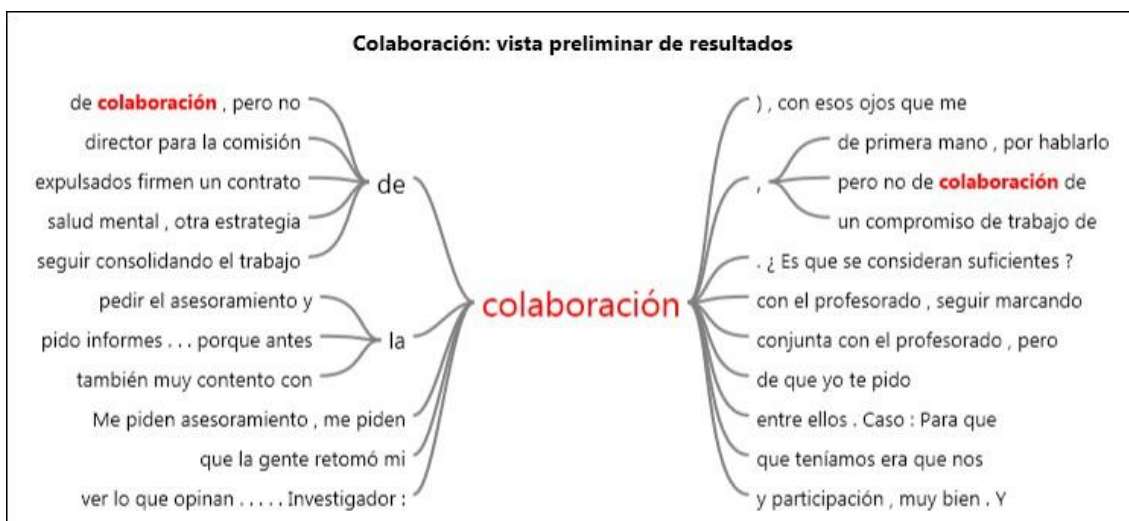 Colaboración: vista preliminar de resultados
de colaboración , pero no
director para la comisión
expulsados firmen un contrato
salud mental , otra estrategia
seguir consolidando el trabajo
de
pedir el asesoramiento y
pido informes . . . porque antes
también muy contento con
la
Me piden asesoramiento , me piden
que la gente retomó mi
ver lo que opinan . . . . . Investigador :
colaboración
) , con esos ojos que me
,
de primera mano , por hablarlo
pero no de colaboración de
un compromiso de trabajo de
. ¿ Es que se consideran suficientes ?
con el profesorado , seguir marcando
conjunta con el profesorado , pero
de que yo te pido
entre ellos . Caso : Para que
que teníamos era que nos
y participación , muy bien . Y